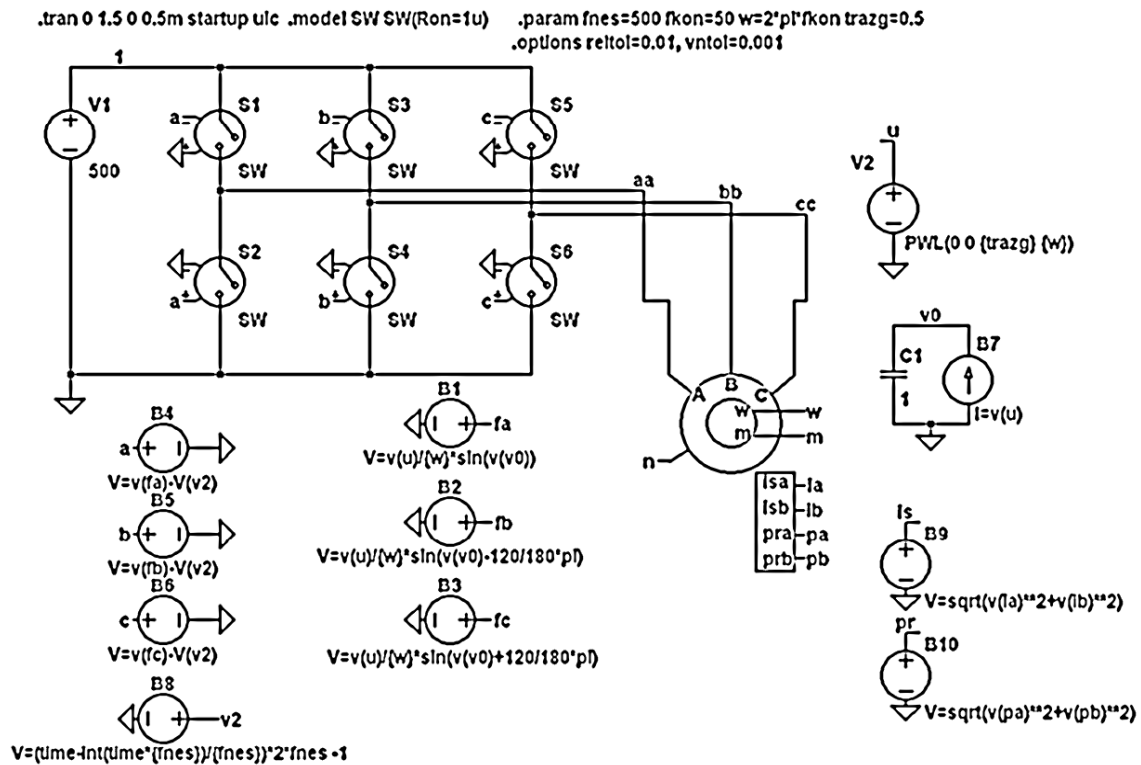 .tran 0 1.5 0 0.5m startup uic .model SW SW(Ron=1u) .param fnes=500 fkon=50 w=2*pi*fkon trazg=0.5
.options reltol=0.01, vntol=0.001
1
V1
500
a
S1
SW
b
S3
SW
c
S5
SW
aa
bb
cc
S2
a
SW
S4
b
SW
S6
c
SW
u
V2
PWL(0 0 {trazg} {w})
v0
C1
1
B7
I=v(u)
A
B
C
w
w
m
m
n
isa
ia
isb
ib
pra
pa
prb
pb
B4
a
V=v(fa)-V(v2)
B5
b
V=v(fb)-V(v2)
B6
c
V=v(fc)-V(v2)
B8
v2
V=(time-int(time*{fnes})/{fnes})*2*fnes -1
B1
fa
V=v(u)/{w}*sin(v(v0))
B2
fb
V=v(u)/{w}*sin(v(v0)-120/180*pi)
B3
fc
V=v(u)/{w}*sin(v(v0)+120/180*pi)
is
B9
V=sqrt(v(ia)**2+v(ib)**2)
pr
B10
V=sqrt(v(pa)**2+v(pb)**2)